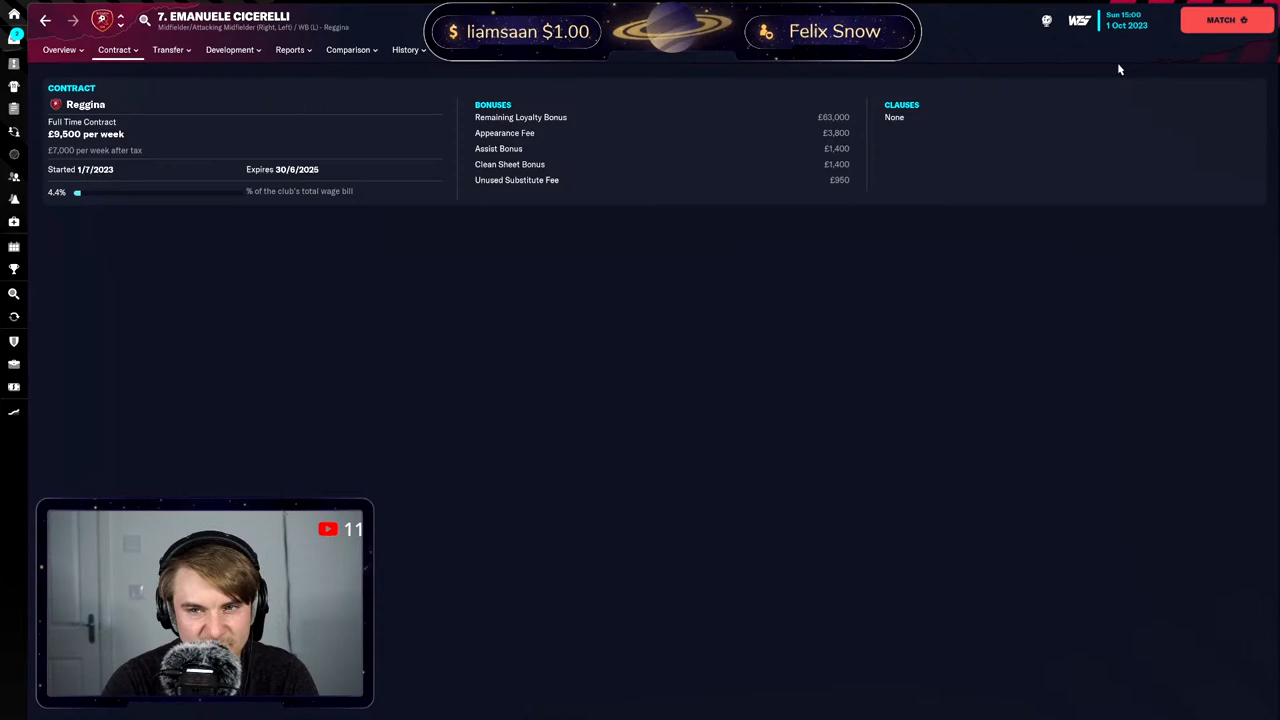 7. EMANUELE CICERELLI
Midfielder/Attacking Midfielder (Right, Left) / WB (L) - Reggina
$ liamsaan $1.00
Felix Snow
Sun 15:00
1 Oct 2023
MATCH
2
Overview
Contract
Transfer
Development
Reports
Comparison
History
CONTRACT
Reggina
Full Time Contract
£9,500 per week
£7,000 per week after tax
Started 1/7/2023
Expires 30/6/2025
4.4%
% of the club's total wage bill
BONUSES
Remaining Loyalty Bonus £63,000
Appearance Fee £3,800
Assist Bonus £1,400
Clean Sheet Bonus £1,400
Unused Substitute Fee £950
CLAUSES
None
11